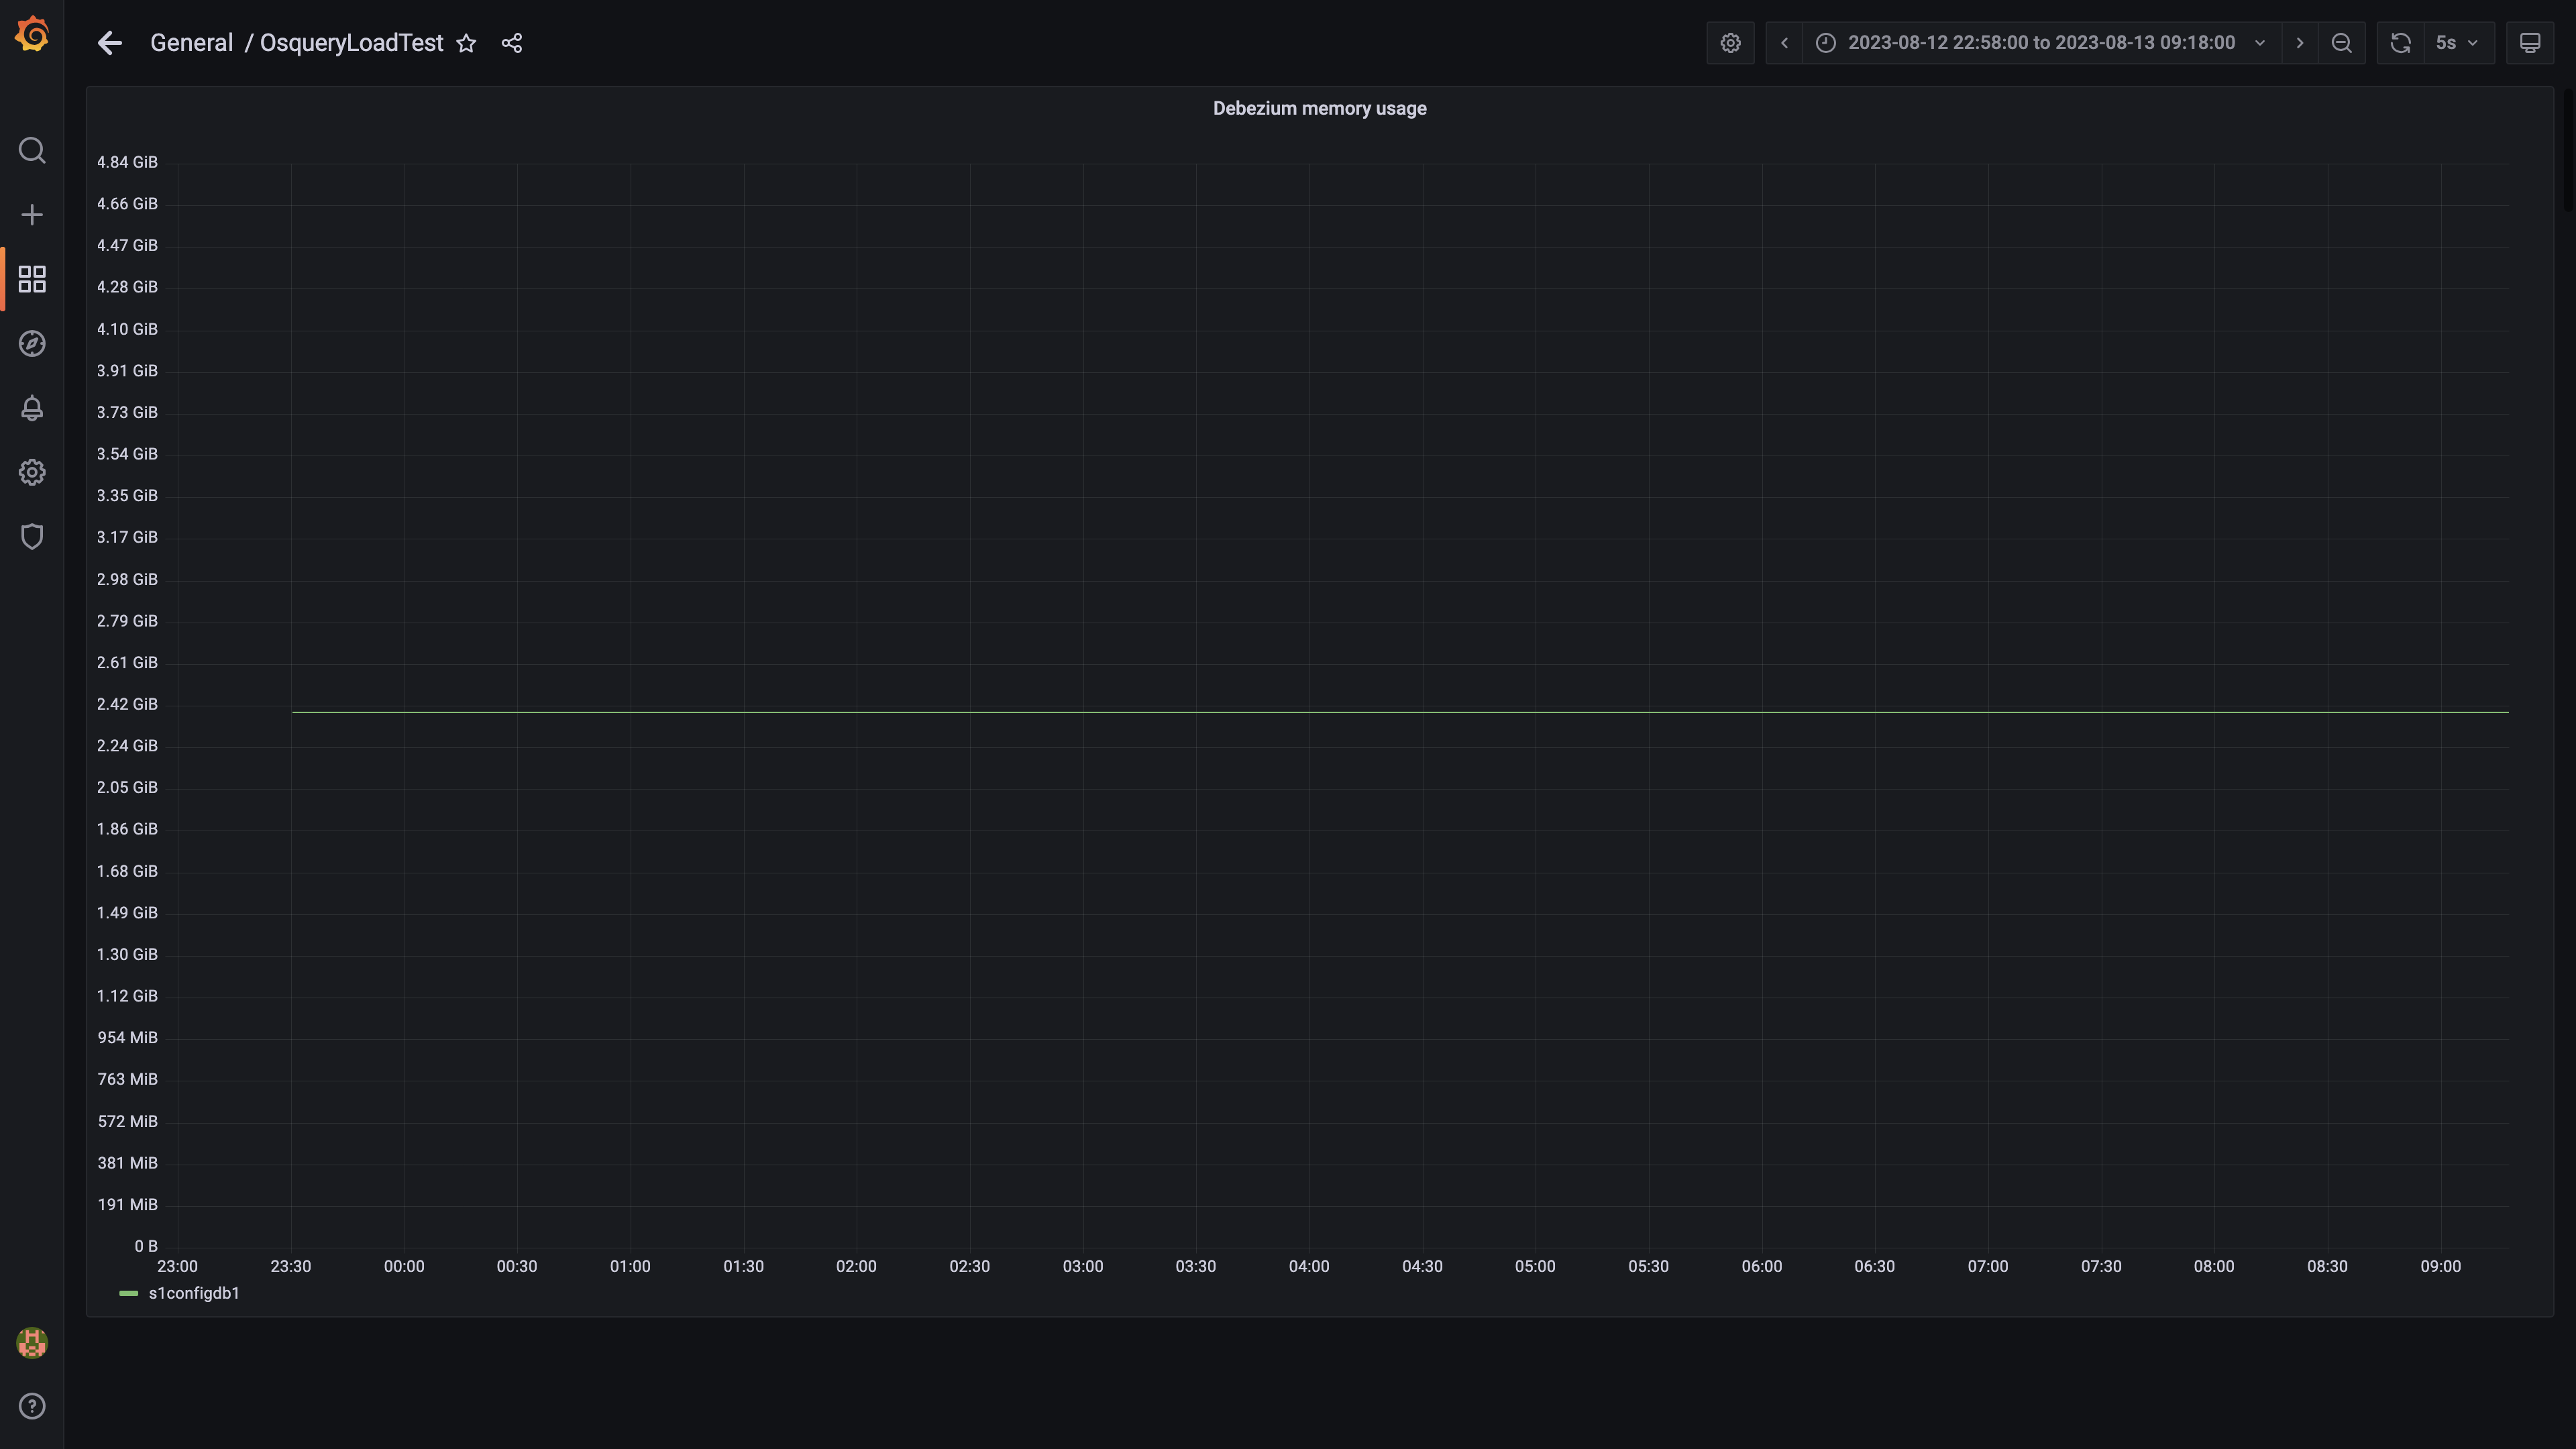 General / OsqueryLoadTest
2023-08-12 22:58:00 to 2023-08-13 09:18:00
5s
Debezium memory usage
4.84 GiB
4.66 GiB
4.47 GiB
4.28 GiB
4.10 GiB
3.91 GiB
3.73 GiB
3.54 GiB
3.35 GiB
3.17 GiB
2.98 GiB
2.79 GiB
2.61 GiB
2.42 GiB
2.24 GiB
2.05 GiB
1.86 GiB
1.68 GiB
1.49 GiB
1.30 GiB
1.12 GiB
954 MiB
763 MiB
572 MiB
381 MiB
191 MiB
0 B
23:00 23:30 00:00 00:30 01:00 01:30 02:00 02:30 03:00 03:30 04:00 04:30 05:00 05:30 06:00 06:30 07:00 07:30 08:00 08:30 09:00
s1configdb1